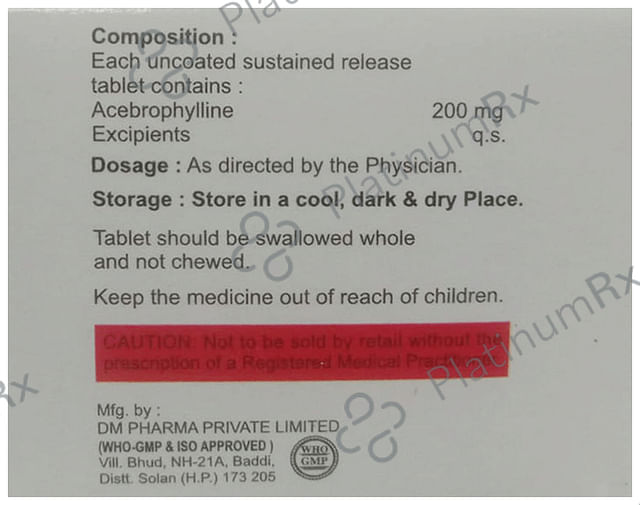 Composition :
Each uncoated sustained release
tablet contains :
Acebrophylline 200 mg
Excipients q.s.
Dosage : As directed by the Physician.
Storage : Store in a cool, dark & dry Place.
Tablet should be swallowed whole
and not chewed.
Keep the medicine out of reach of children.
CAUTION: Not to be sold by retail without the
prescription of a Registered Medical
Mfg. by :
DM PHARMA PRIVATE LIMITED
(WHO-GMP & ISO APPROVED )
Vill. Bhud, NH-21A, Baddi,
Distt. Solan (H.P.) 173 205
WHO
GMP
PlatinumRx
PlatinumRx
PlatinumRx